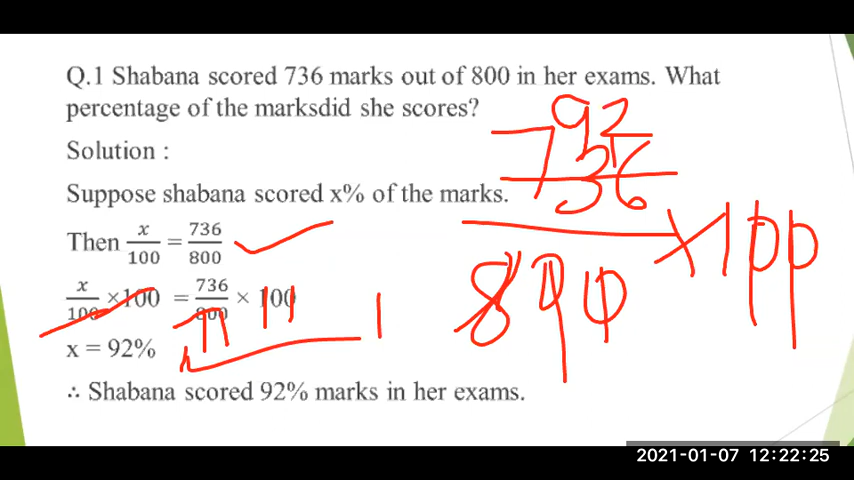 Q.1 Shabana scored 736 marks out of 800 in her exams. What
percentage of the marksdid she scores?
Solution :
Suppose shabana scored x% of the marks.
Then x/100 = 736/800
x/100 ×100 = 736/800 × 100
x = 92%
∴ Shabana scored 92% marks in her exams.
92
736
800 ×100
2021-01-07 12:22:25